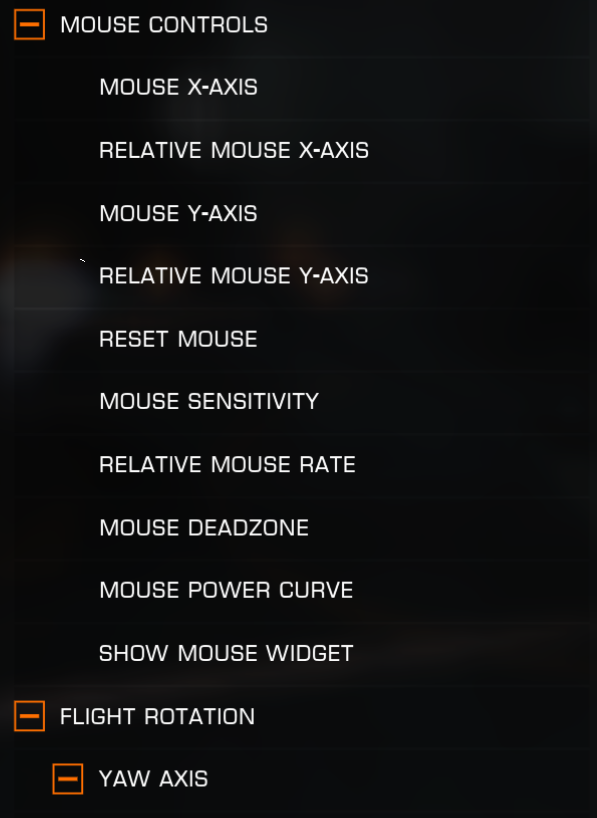 MOUSE CONTROLS
MOUSE X-AXIS
RELATIVE MOUSE X-AXIS
MOUSE Y-AXIS
RELATIVE MOUSE Y-AXIS
RESET MOUSE
MOUSE SENSITIVITY
RELATIVE MOUSE RATE
MOUSE DEADZONE
MOUSE POWER CURVE
SHOW MOUSE WIDGET
FLIGHT ROTATION
YAW AXIS